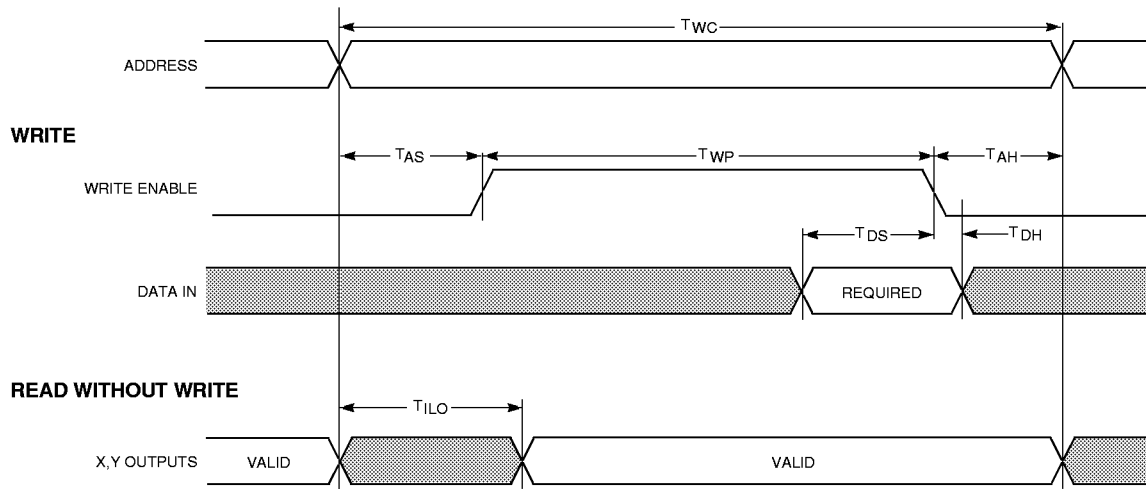 TWC
ADDRESS
WRITE
TAS
TWP
TAH
WRITE ENABLE
TDS
TDH
DATA IN
REQUIRED
READ WITHOUT WRITE
TILO
X,Y OUTPUTS
VALID
VALID